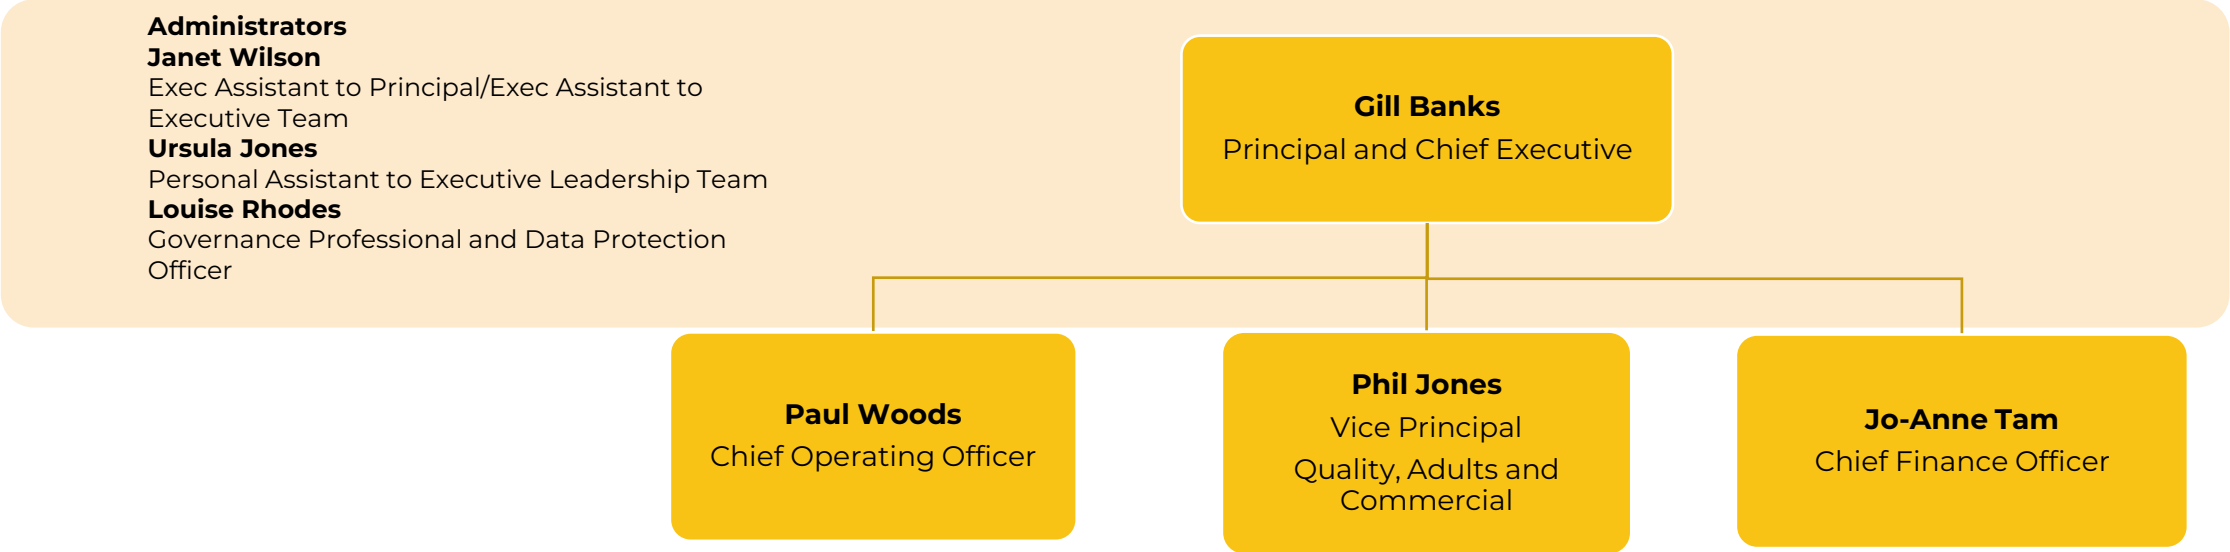 Administrators
Janet Wilson
Exec Assistant to Principal/Exec Assistant to
Executive Team
Ursula Jones
Personal Assistant to Executive Leadership Team
Louise Rhodes
Governance Professional and Data Protection
Officer
Gill Banks
Principal and Chief Executive
Paul Woods
Chief Operating Officer
Phil Jones
Vice Principal
Quality, Adults and
Commercial
Jo-Anne Tam
Chief Finance Officer